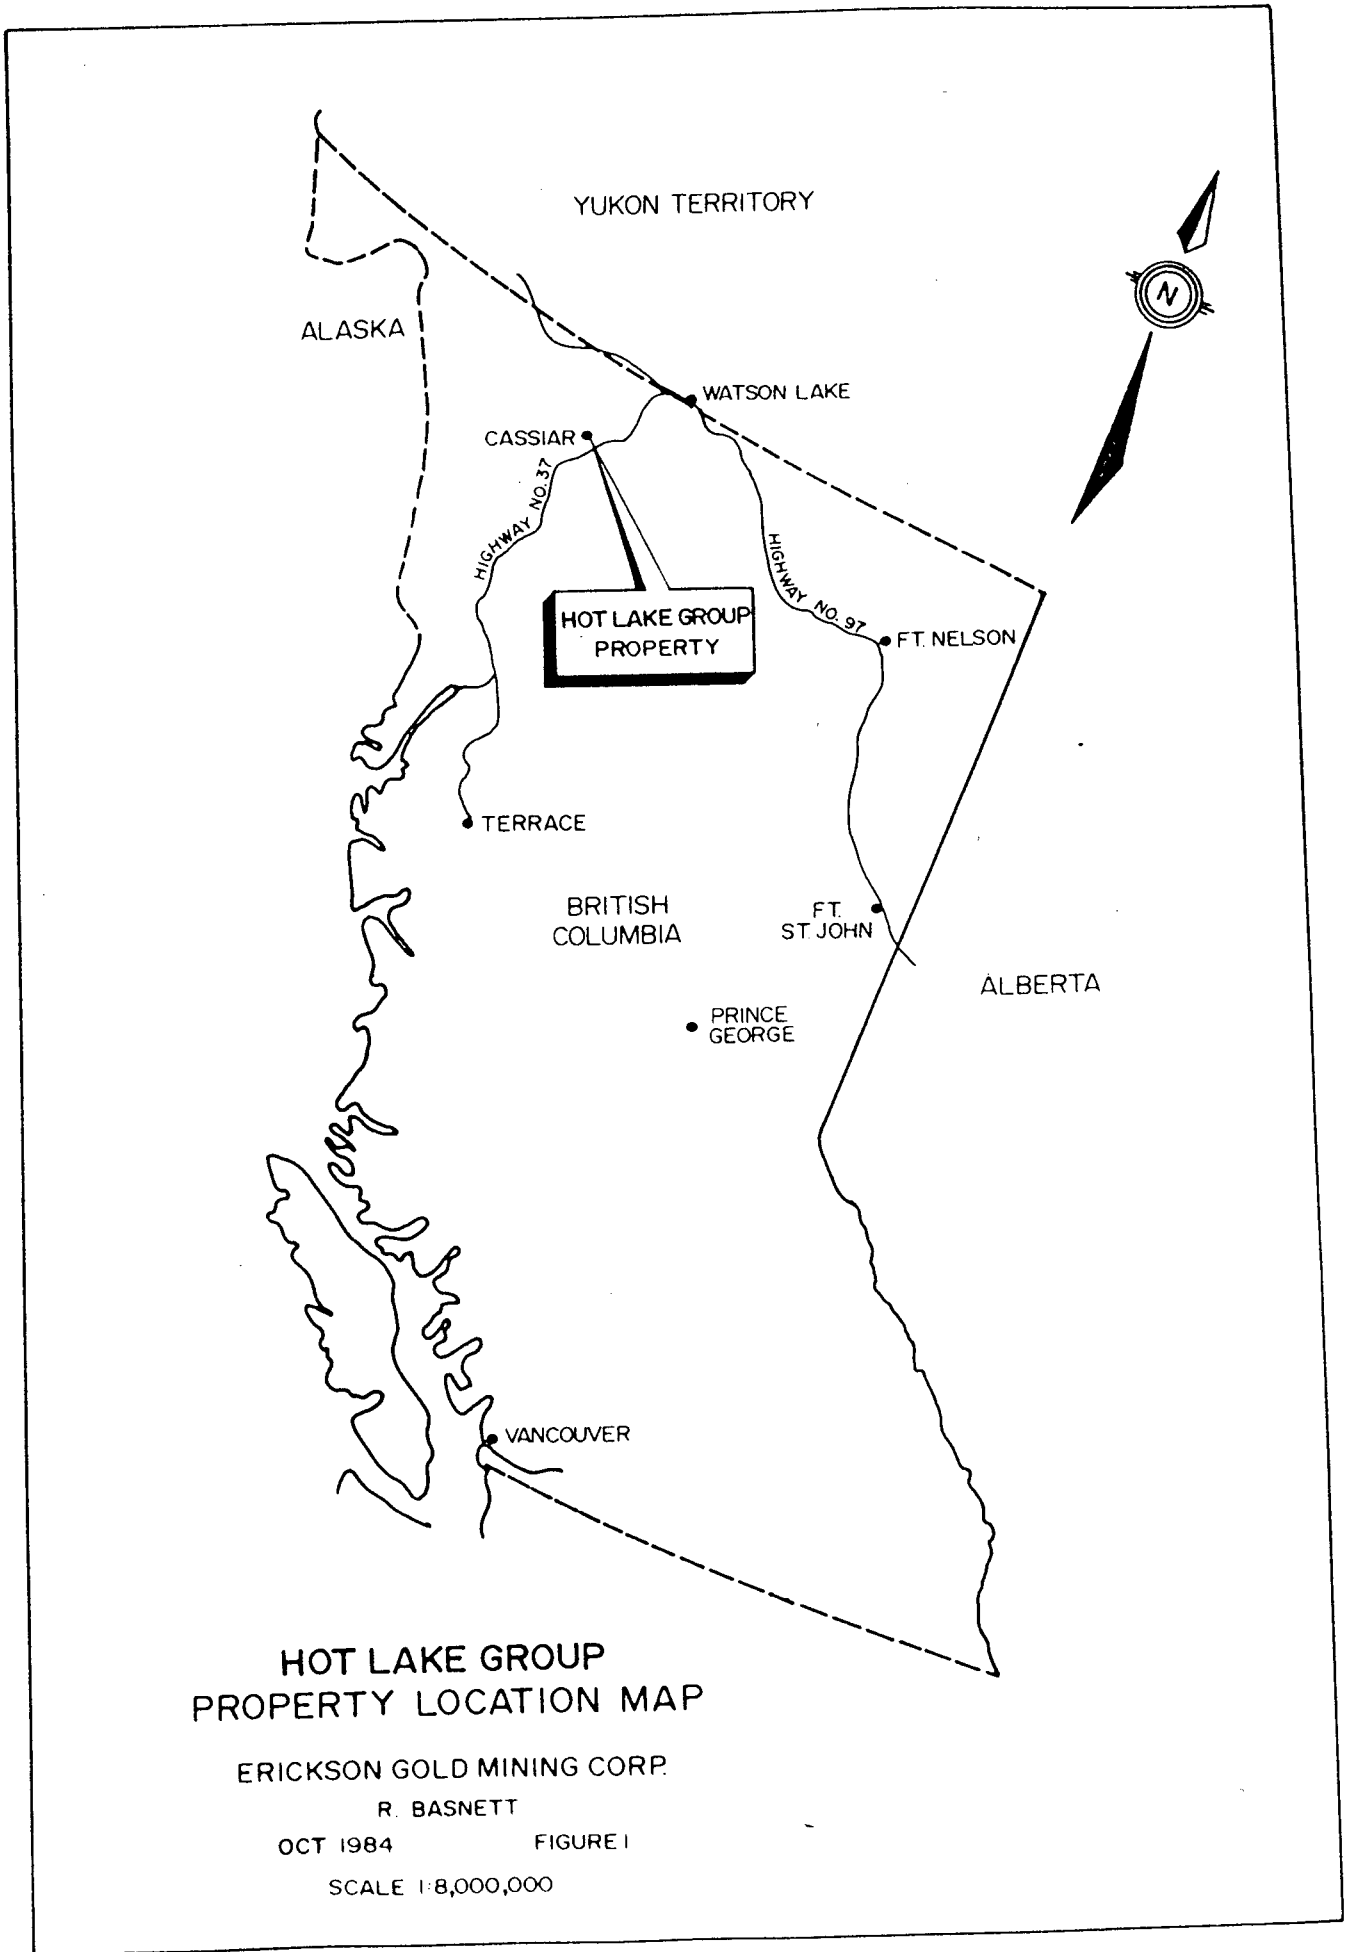 YUKON TERRITORY
N
ALASKA
WATSON LAKE
CASSIAR
HIGHWAY NO. 37
HIGHWAY NO. 97
HOT LAKE GROUP
PROPERTY
FT. NELSON
TERRACE
BRITISH
COLUMBIA
FT.
ST. JOHN
ALBERTA
PRINCE
GEORGE
VANCOUVER
HOT LAKE GROUP
PROPERTY LOCATION MAP
ERICKSON GOLD MINING CORP.
R. BASNETT
OCT 1984 FIGURE 1
SCALE 1:8,000,000